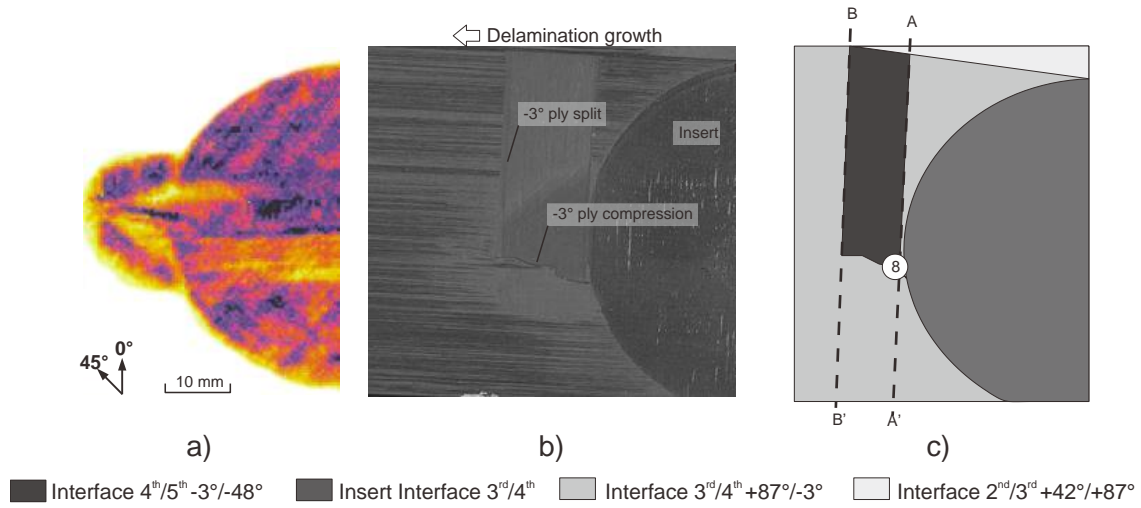 B
A
Delamination growth
-3° ply split
Insert
-3° ply compression
8
45° 0°
10 mm
B'
A'
a)
b)
c)
Interface 4th/5th -3°/-48°
Insert Interface 3rd/4th
Interface 3rd/4th +87°/-3°
Interface 2nd/3rd +42°/+87°